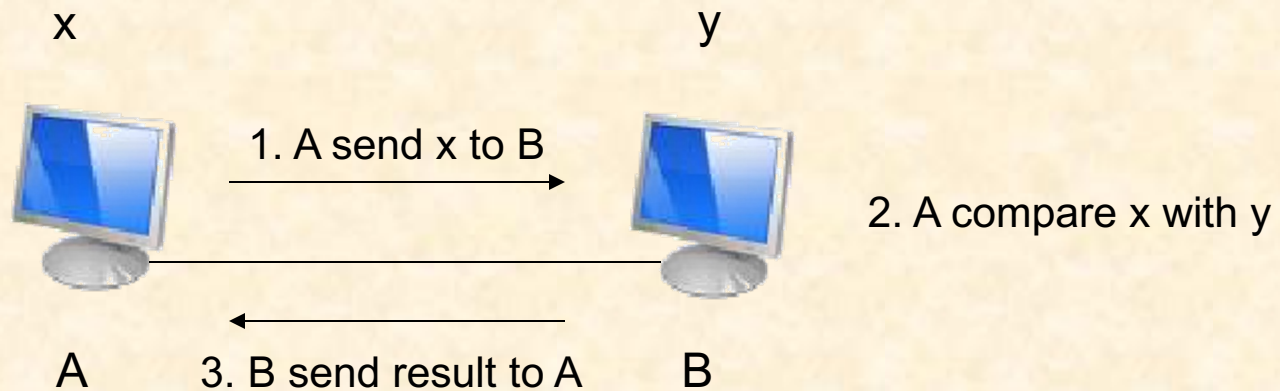 x
y
1. A send x to B
2. A compare x with y
A
3. B send result to A
B